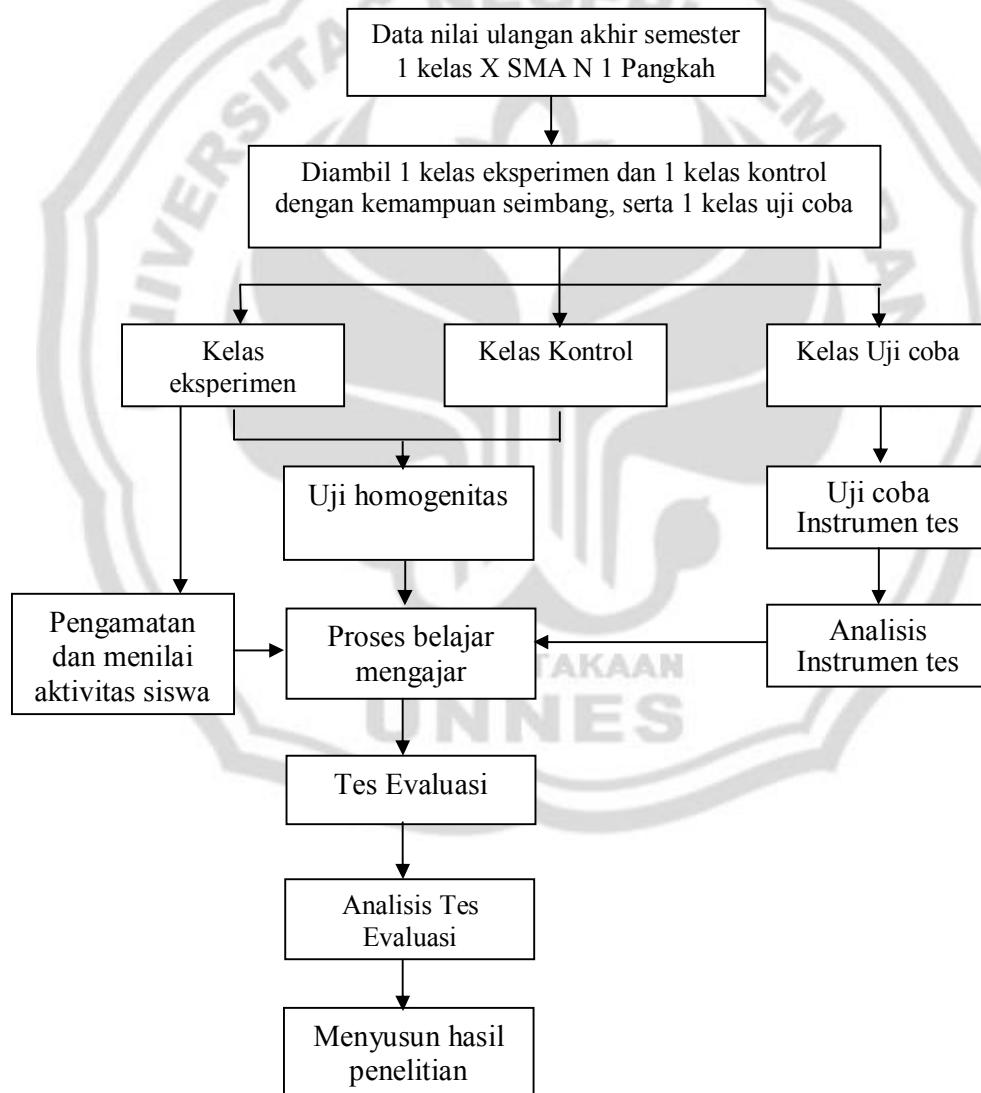 Data nilai ulangan akhir semester
1 kelas X SMA N 1 Pangkah
Diambil 1 kelas eksperimen dan 1 kelas kontrol
dengan kemampuan seimbang, serta 1 kelas uji coba
Kelas
eksperimen
Kelas Kontrol
Kelas Uji coba
Uji homogenitas
Uji coba
Instrumen tes
Pengamatan
dan menilai
aktivitas siswa
Proses belajar
mengajar
Analisis
Instrumen tes
TAKAAN
UNNES
Tes Evaluasi
Analisis Tes
Evaluasi
Menyusun hasil
penelitian